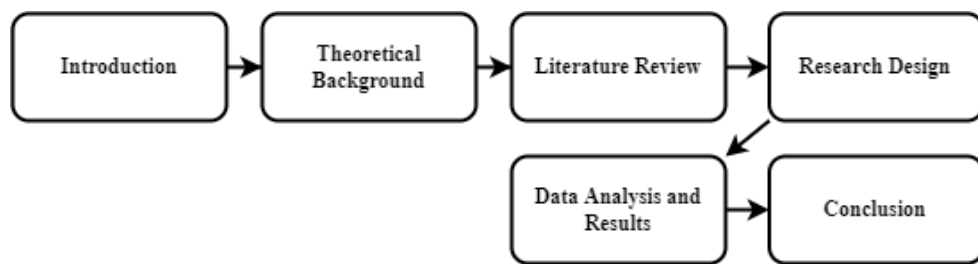 Introduction
Theoretical
Background
Literature Review
Research Design
Data Analysis and
Results
Conclusion